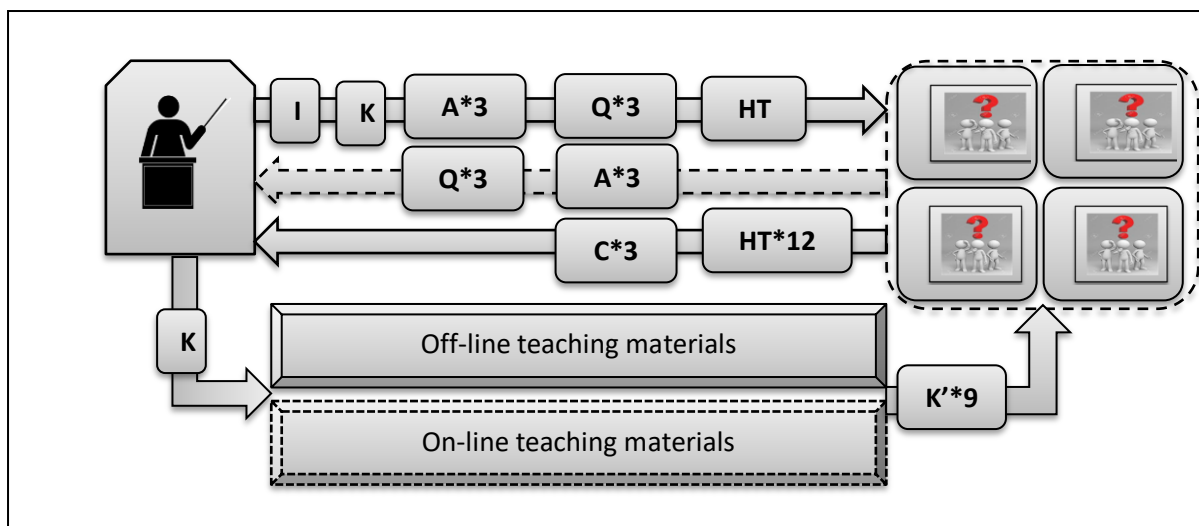 I K A*3 Q*3 HT
Q*3 A*3
C*3 HT*12
K
Off-line teaching materials
K’*9
On-line teaching materials
? ? ? ?